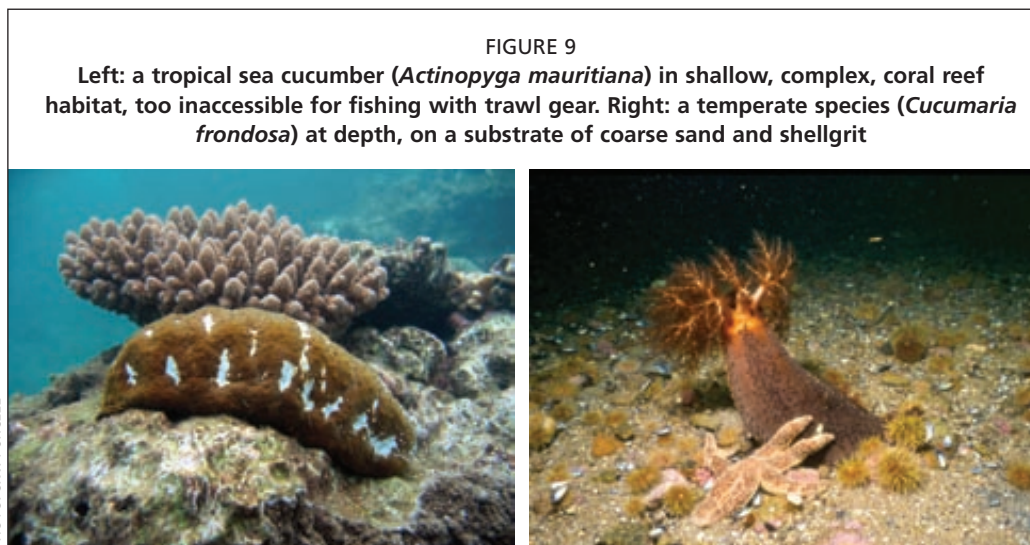 FIGURE 9
Left: a tropical sea cucumber (Actinopyga mauritiana) in shallow, complex, coral reef
habitat, too inaccessible for fishing with trawl gear. Right: a temperate species (Cucumaria
frondosa) at depth, on a substrate of coarse sand and shellgrit